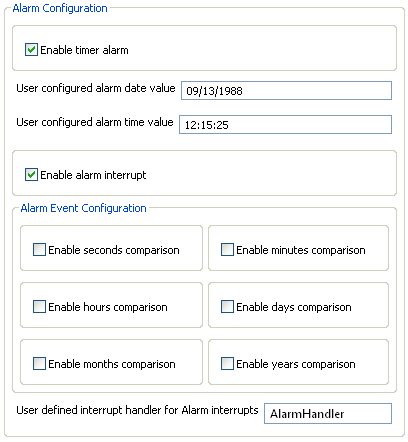 Alarm Configuration
Enable timer alarm
User configured alarm date value 09/13/1988
User configured alarm time value 12:15:25
Enable alarm interrupt
Alarm Event Configuration
Enable seconds comparison Enable minutes comparison
Enable hours comparison Enable days comparison
Enable months comparison Enable years comparison
User defined interrupt handler for Alarm interrupts AlarmHandler